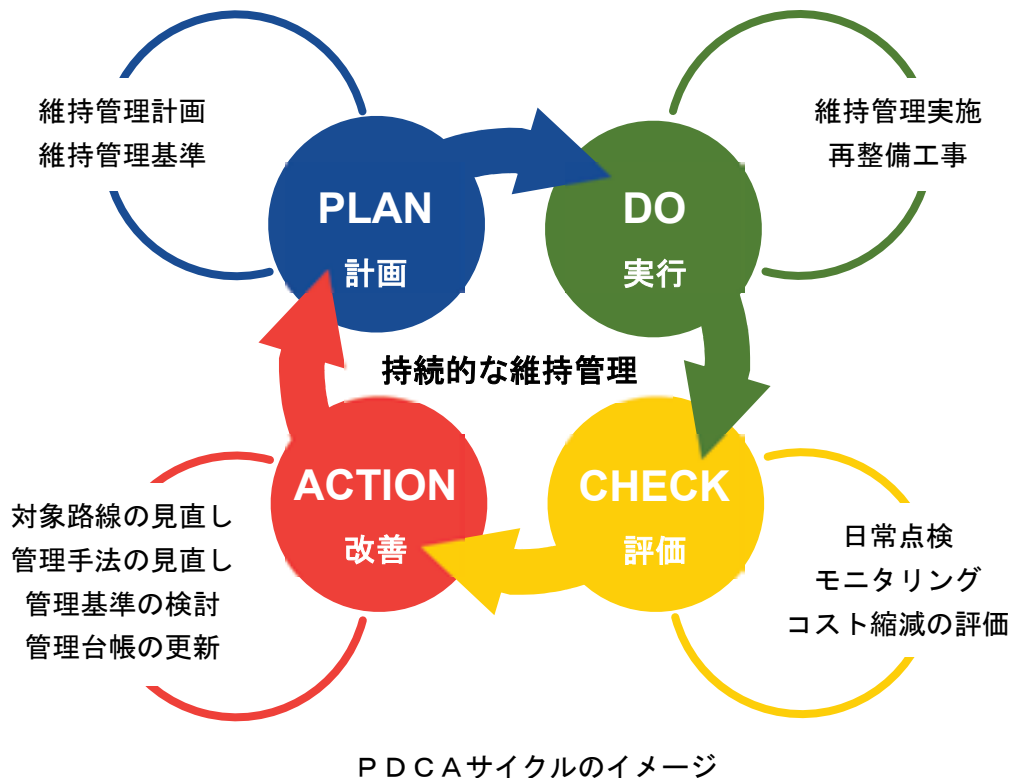 維持管理計画
維持管理基準
PLAN
計画
DO
実行
維持管理実施
再整備工事
持続的な維持管理
対象路線の見直し
管理手法の見直し
管理基準の検討
管理台帳の更新
ACTION
改善
CHECK
評価
日常点検
モニタリング
コスト縮減の評価
ＰＤＣＡサイクルのイメージ